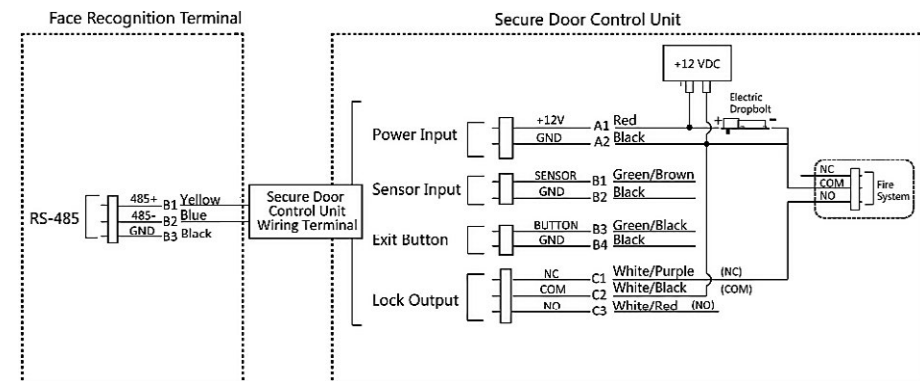 Face Recognition Terminal
Secure Door Control Unit
+12 VDC
Electric
Dropbolt
+ −
Power Input
+12V A1 Red
GND A2 Black
Sensor Input
SENSOR B1 Green/Brown
GND B2 Black
NC
COM
NO
Fire
System
RS-485
485+ B1 Yellow
485- B2 Blue
GND B3 Black
Secure Door
Control Unit
Wiring Terminal
Exit Button
BUTTON B3 Green/Black
GND B4 Black
Lock Output
NC C1 White/Purple (NC)
COM C2 White/Black (COM)
NO C3 White/Red (NO)